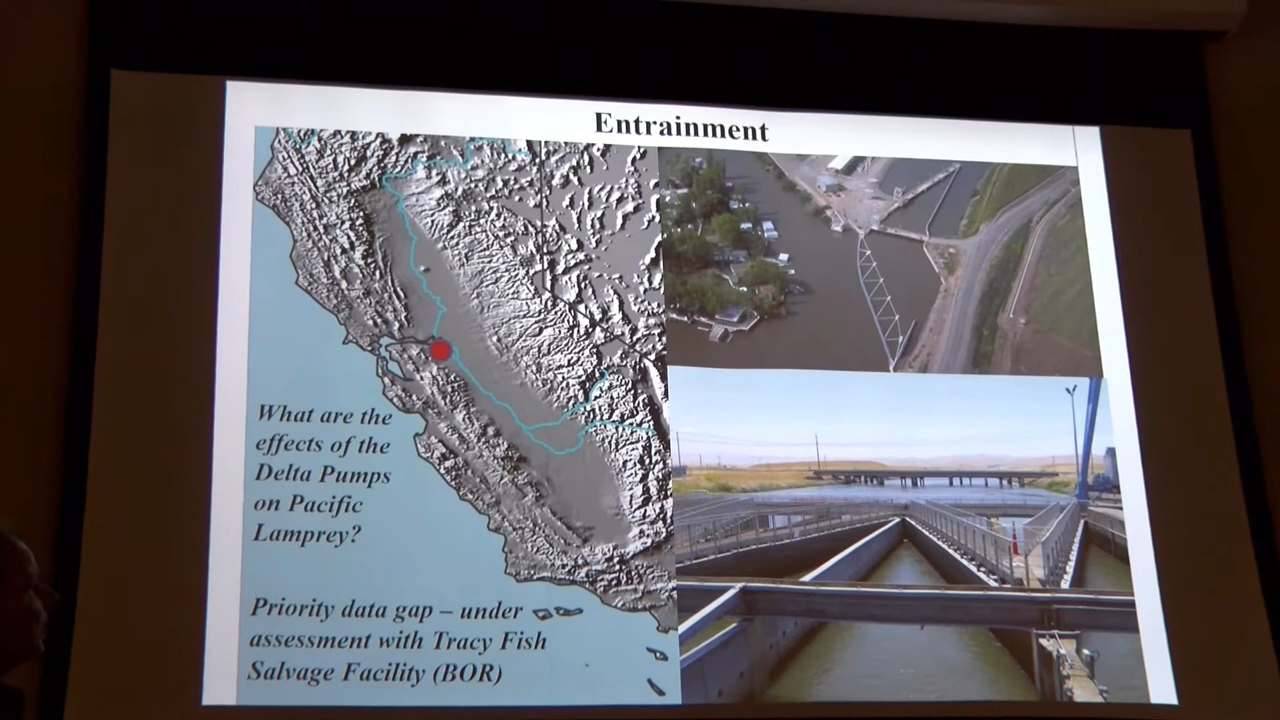 Entrainment
What are the
effects of the
Delta Pumps
on Pacific
Lamprey?
Priority data gap – under
assessment with Tracy Fish
Salvage Facility (BOR)